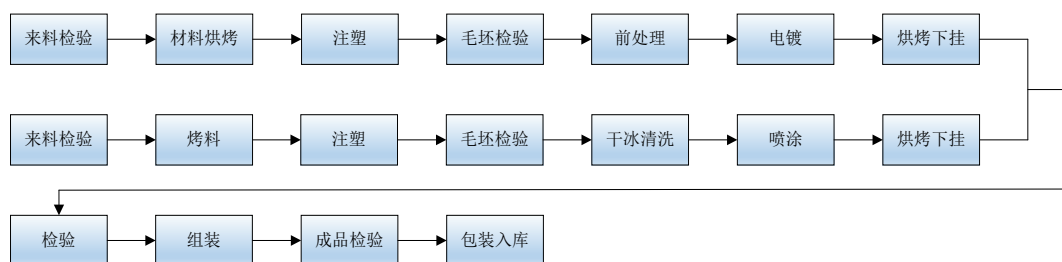 来料检验 材料烘烤 注塑 毛坯检验 前处理 电镀 烘烤下挂
来料检验 烤料 注塑 毛坯检验 干冰清洗 喷涂 烘烤下挂
检验 组装 成品检验 包装入库